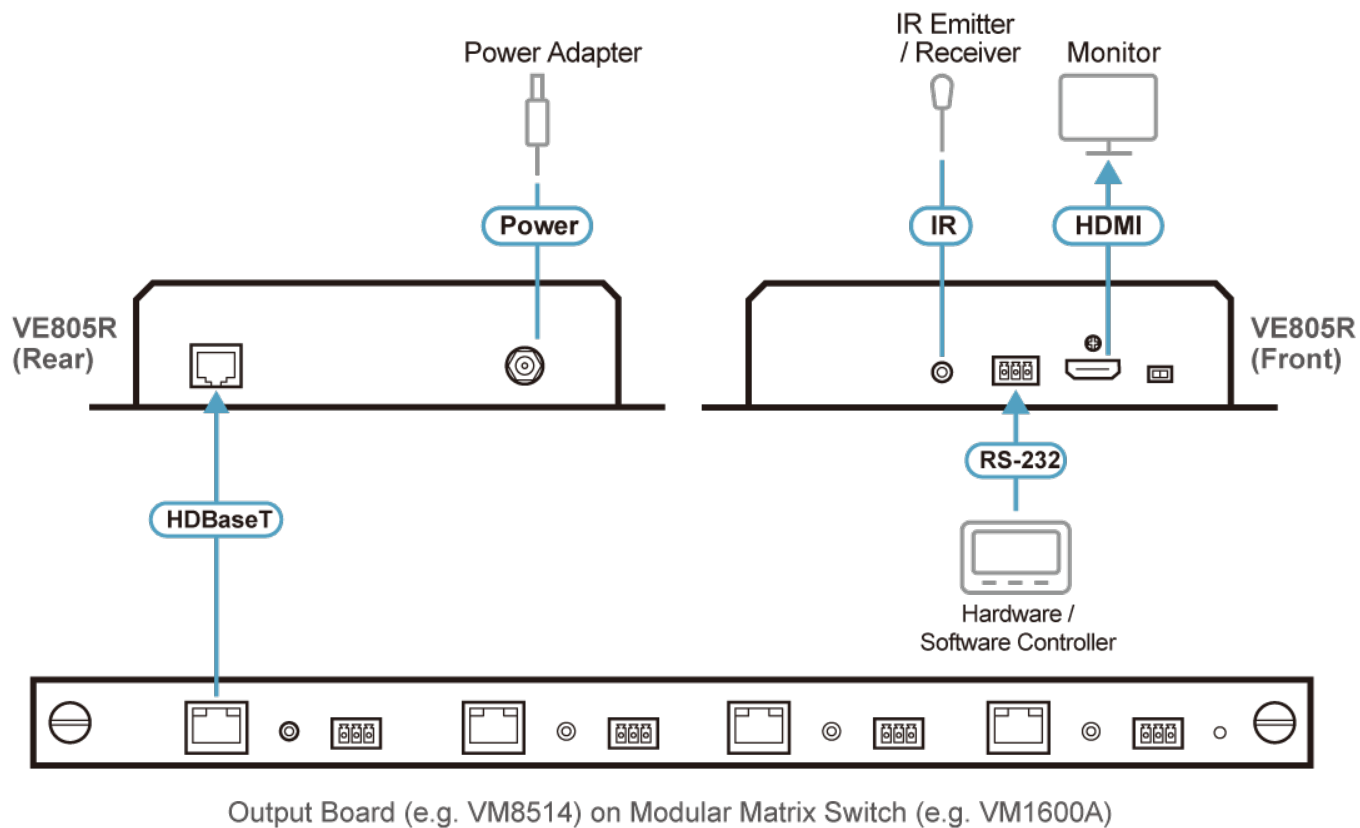 IR Emitter
/ Receiver
Power Adapter
Monitor
Power
IR
HDMI
VE805R
(Rear)
VE805R
(Front)
RS-232
HDBaseT
Hardware /
Software Controller
Output Board (e.g. VM8514) on Modular Matrix Switch (e.g. VM1600A)